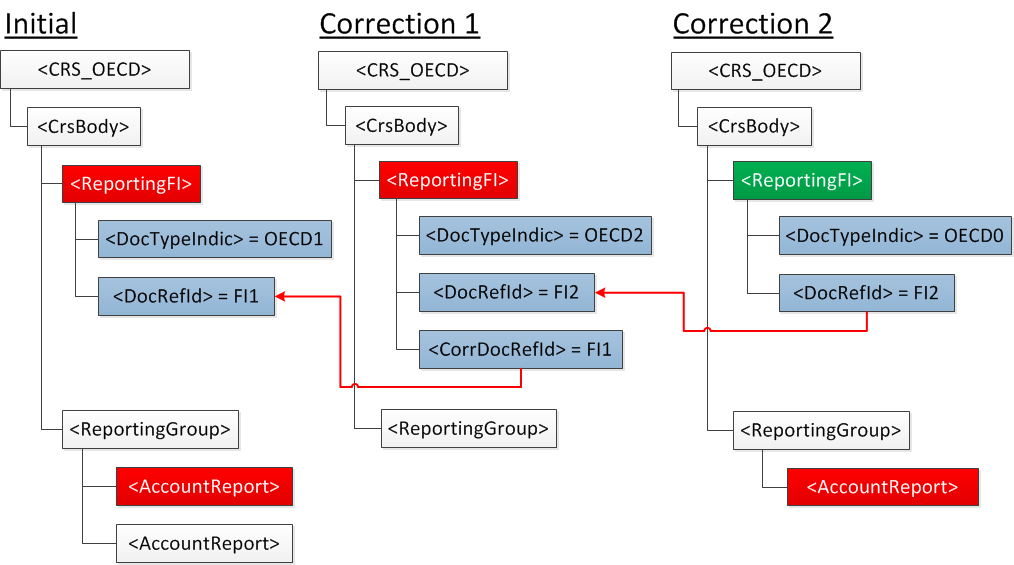 Initial
<CRS_OECD>
<CrsBody>
<ReportingFI>
<DocTypeIndic> = OECD1
<DocRefId> = FI1
<ReportingGroup>
<AccountReport>
<AccountReport>
Correction 1
<CRS_OECD>
<CrsBody>
<ReportingFI>
<DocTypeIndic> = OECD2
<DocRefId> = FI2
<CorrDocRefId> = FI1
<ReportingGroup>
Correction 2
<CRS_OECD>
<CrsBody>
<ReportingFI>
<DocTypeIndic> = OECD0
<DocRefId> = FI2
<ReportingGroup>
<AccountReport>